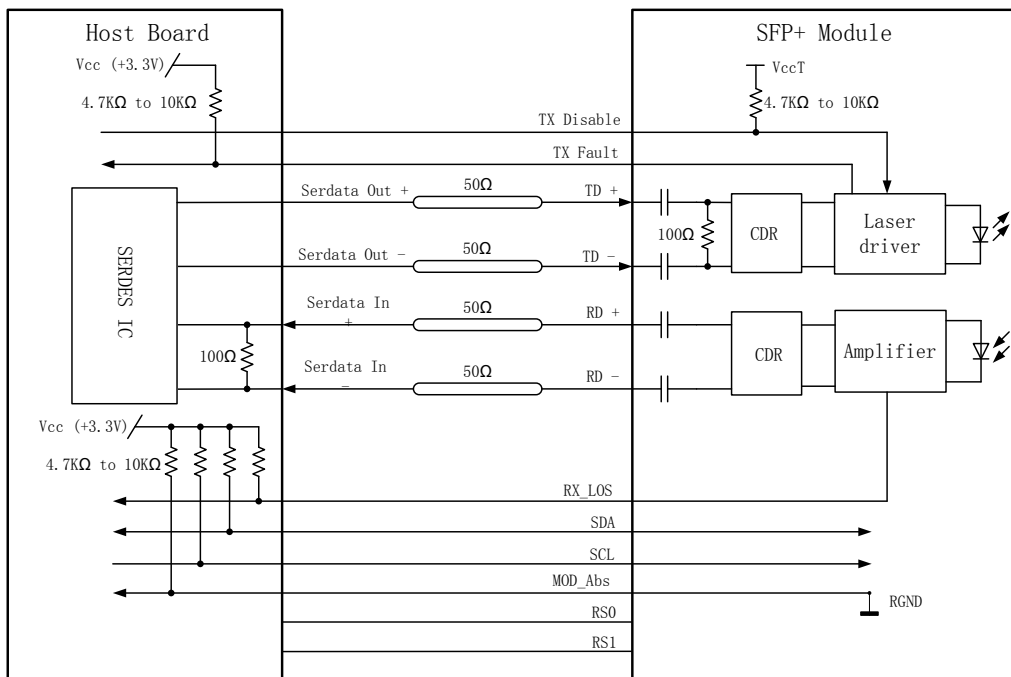 Host Board
SFP+ Module
Vcc (+3.3V)
VccT
4.7KΩ to 10KΩ
4.7KΩ to 10KΩ
TX Disable
TX Fault
Serdata Out +
50Ω
TD +
SERDES IC
100Ω
CDR
Laser
driver
Serdata Out -
50Ω
TD -
Serdata In
+
50Ω
RD +
100Ω
CDR
Amplifier
Serdata In
-
50Ω
RD -
Vcc (+3.3V)
4.7KΩ to 10KΩ
RX_LOS
SDA
SCL
MOD_Abs
RGND
RS0
RS1